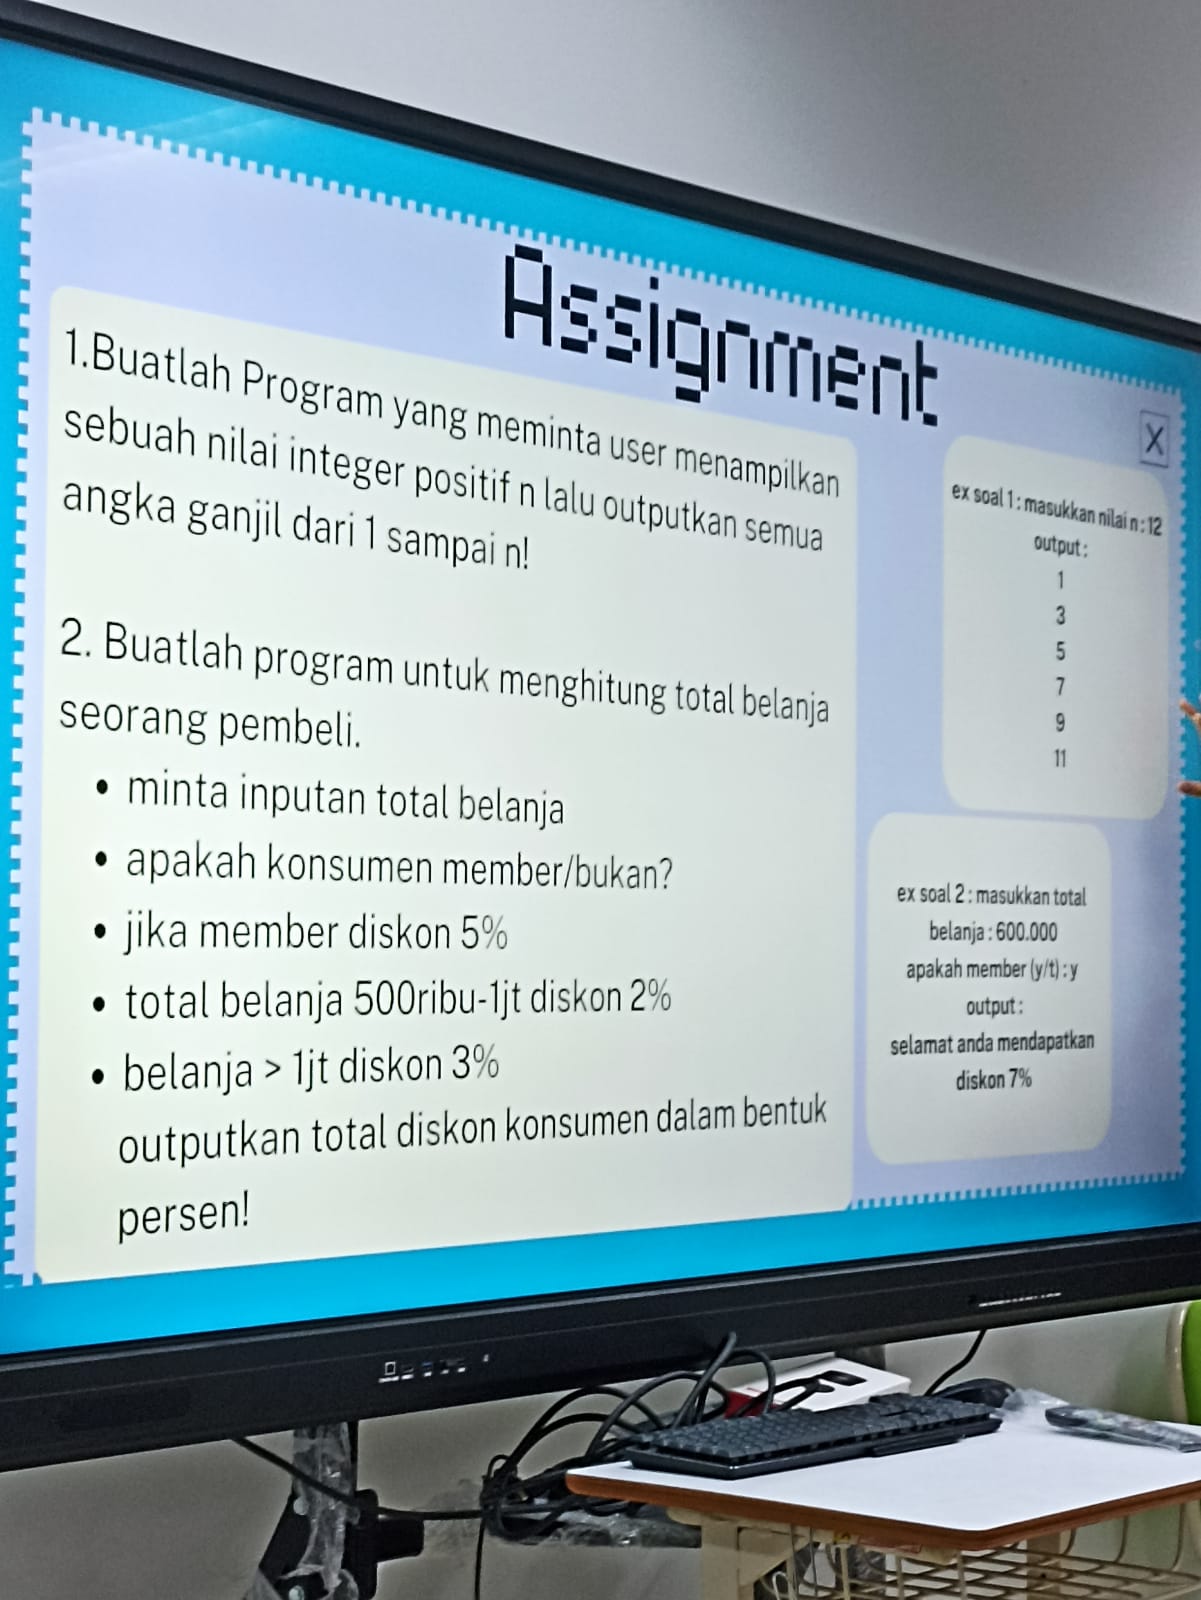 Assignment
1.Buatlah Program yang meminta user menampilkan
sebuah nilai integer positif n lalu outputkan semua
angka ganjil dari 1 sampai n!
2. Buatlah program untuk menghitung total belanja
seorang pembeli.
• minta inputan total belanja
• apakah konsumen member/bukan?
• jika member diskon 5%
• total belanja 500ribu-1jt diskon 2%
• belanja > 1jt diskon 3%
outputkan total diskon konsumen dalam bentuk
persen!
X
ex soal 1 : masukkan nilai n : 12
output :
1
3
5
7
9
11
ex soal 2 : masukkan total
belanja : 600.000
apakah member (y/t) : y
output :
selamat anda mendapatkan
diskon 7%